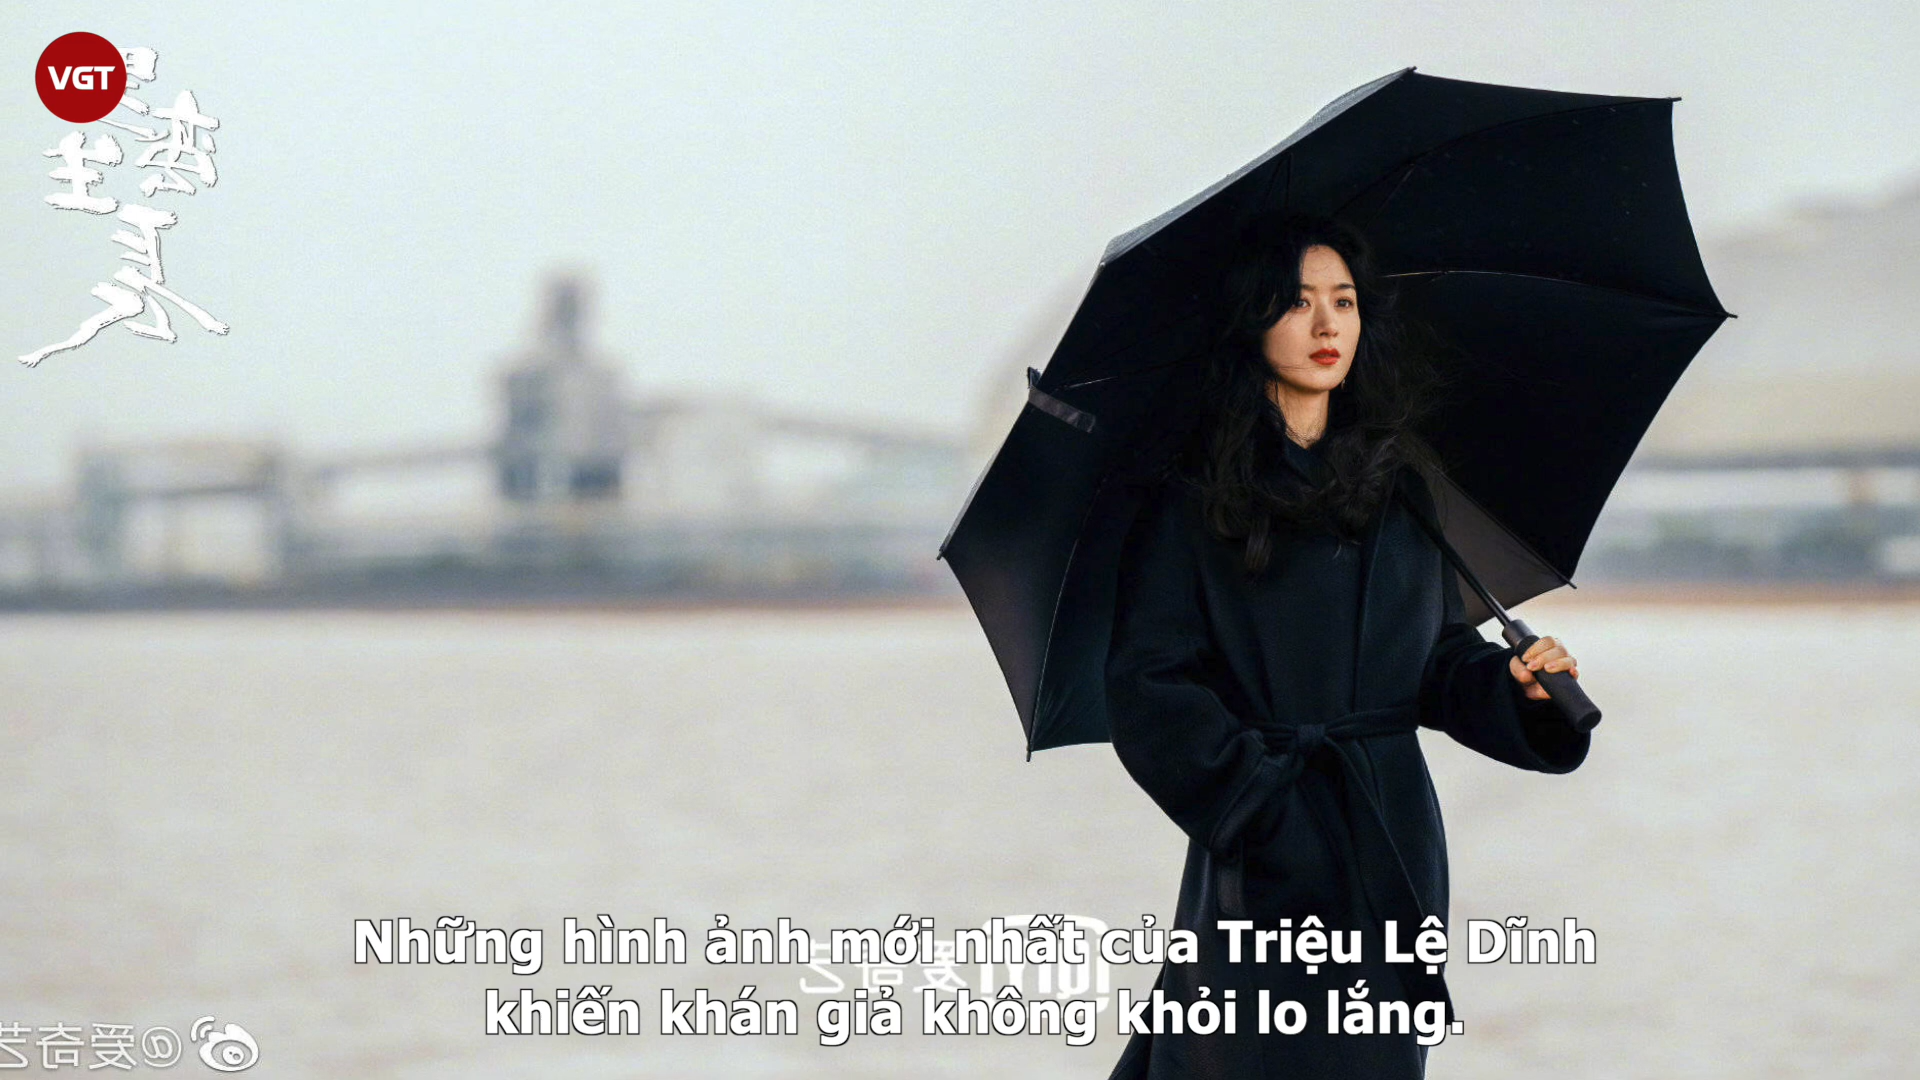 VGT
Những hình ảnh mới nhất của Triệu Lệ Dĩnh
khiến khán giả không khỏi lo lắng.
@爱奇艺